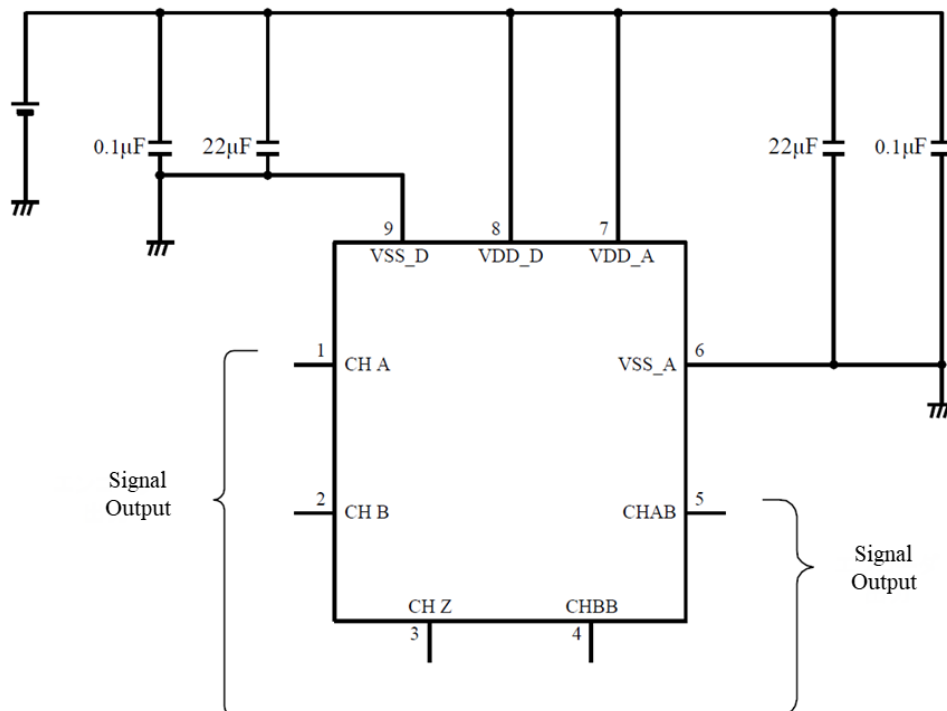 0.1µF
22µF
22µF
0.1µF
9
8
7
VSS_D
VDD_D
VDD_A
1
CH A
VSS_A
6
Signal
Output
2
CH B
CHAB
5
Signal
Output
CH Z
CHBB
3
4